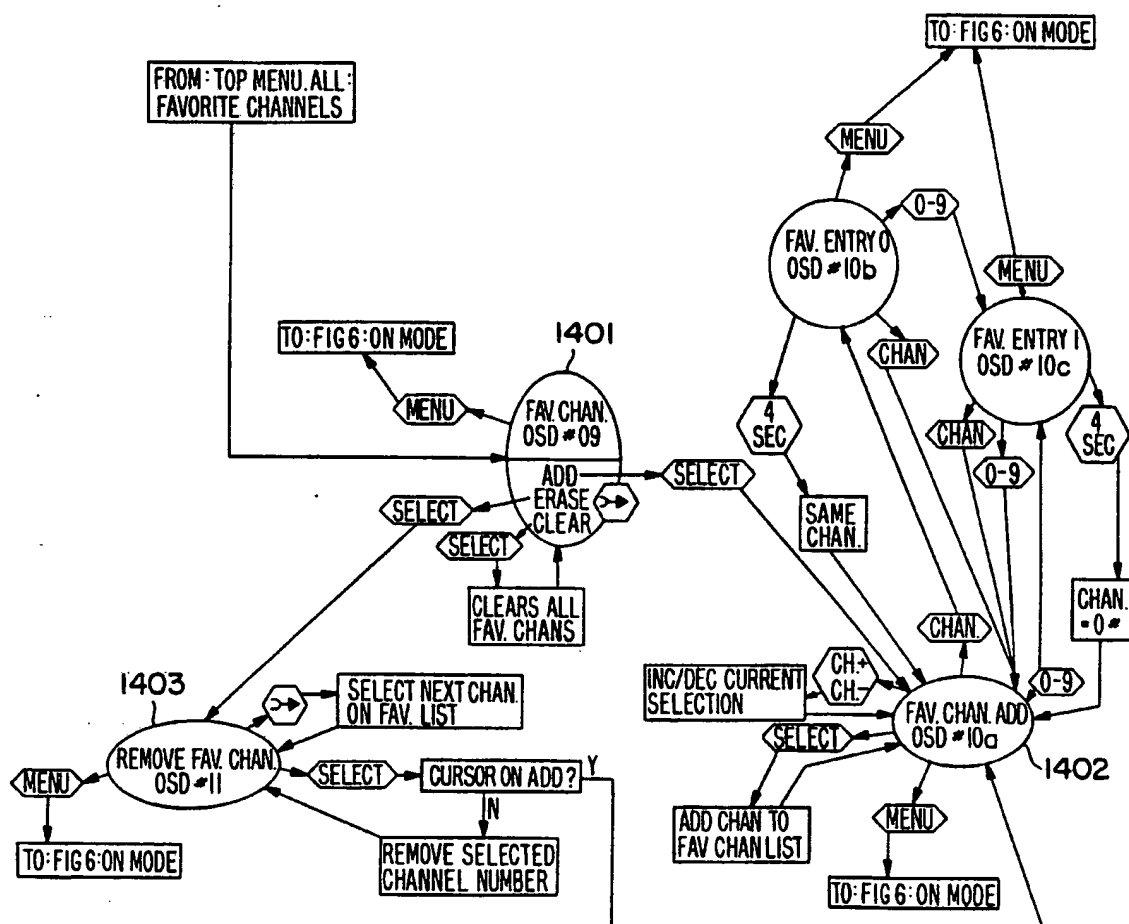 TO:FIG 6:ON MODE
FROM:TOP MENU.ALL:
FAVORITE CHANNELS
MENU
0-9
FAV. ENTRY 0
OSD #10b
MENU
FAV. ENTRY 1
OSD #10c
CHAN
4
SEC
CHAN
0-9
4
SEC
SAME
CHAN.
CHAN.
"0"
TO:FIG 6:ON MODE
1401
MENU
FAV. CHAN.
OSD #09
ADD
ERASE
CLEAR
SELECT
SELECT
SELECT
CLEARS ALL
FAV. CHANS
CHAN.
0-9
CH.+
CH.-
INC/DEC CURRENT
SELECTION
FAV. CHAN. ADD
OSD #10a
1402
SELECT
ADD CHAN TO
FAV CHAN LIST
MENU
TO:FIG 6:ON MODE
1403
SELECT NEXT CHAN.
ON FAV. LIST
REMOVE FAV. CHAN.
OSD #11
MENU
SELECT
CURSOR ON ADD?
Y
N
TO:FIG 6:ON MODE
REMOVE SELECTED
CHANNEL NUMBER